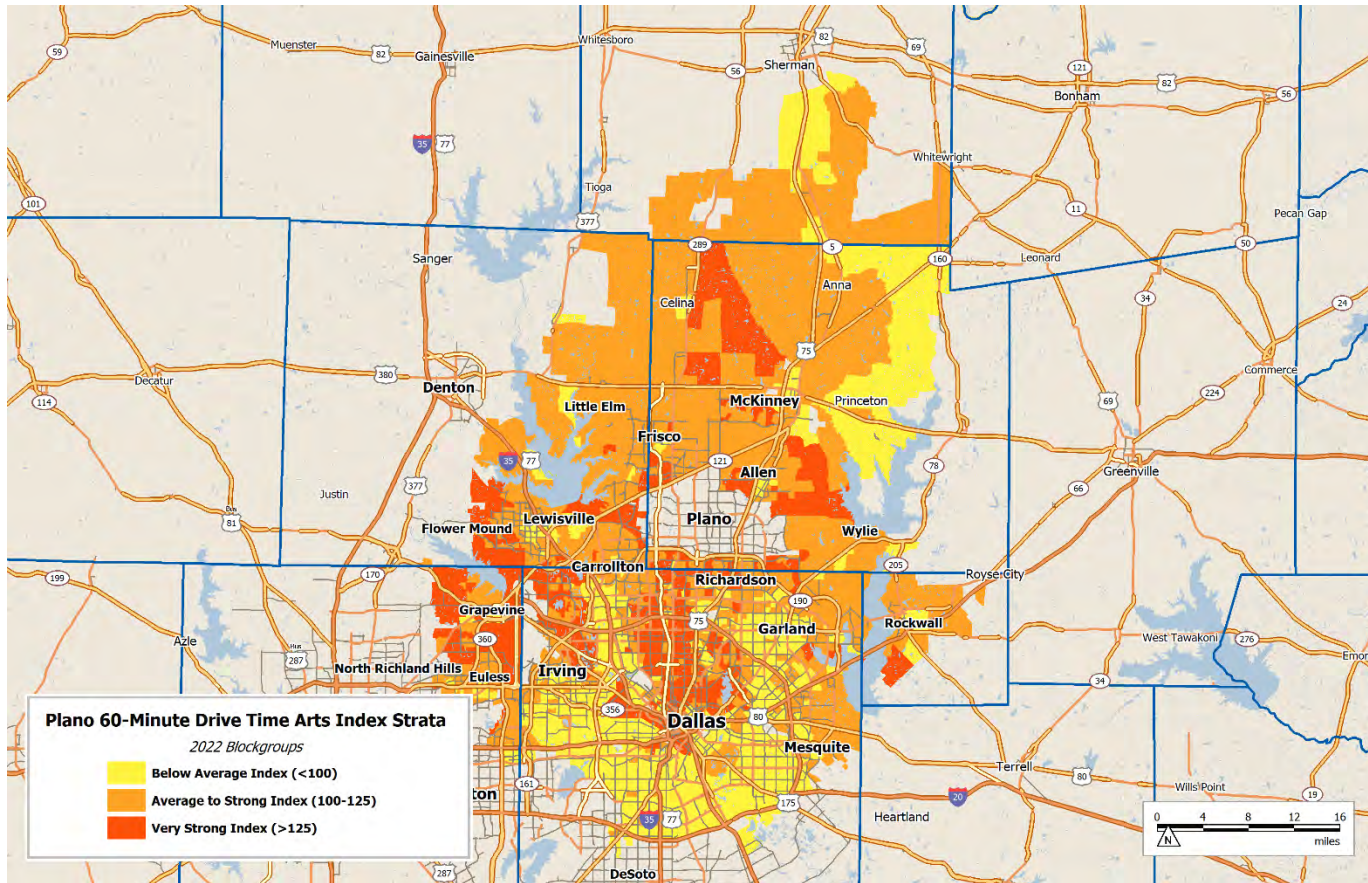 59
Muenster
82
Gainesville
Whitesboro
82
69
56
Sherman
121
82
Bonham
56
35
77
Whitewright
Tioga
101
11
377
Pecan Gap
289
5
50
Sanger
160
Leonard
Anna
34
24
Celina
75
Decatur
380
Commerce
Denton
114
Little Elm
McKinney
Princeton
69
224
Frisco
35
77
121
78
Greenville
Allen
66
377
Justin
81
Flower Mound
Lewisville
Plano
Wylie
205
Carrollton
199
170
Richardson
Royse City
190
Grapevine
75
Garland
Rockwall
Azle
360
West Tawakoni
276
Bus
287
North Richland Hills
Irving
Emor
Euless
34
356
Dallas
80
Mesquite
Terrell
80
161
ton
175
Wills Point
19
35
77
20
Heartland
287
DeSoto
Plano 60-Minute Drive Time Arts Index Strata
2022 Blockgroups
Below Average Index (<100)
Average to Strong Index (100-125)
Very Strong Index (>125)
0 4 8 12 16
miles
N